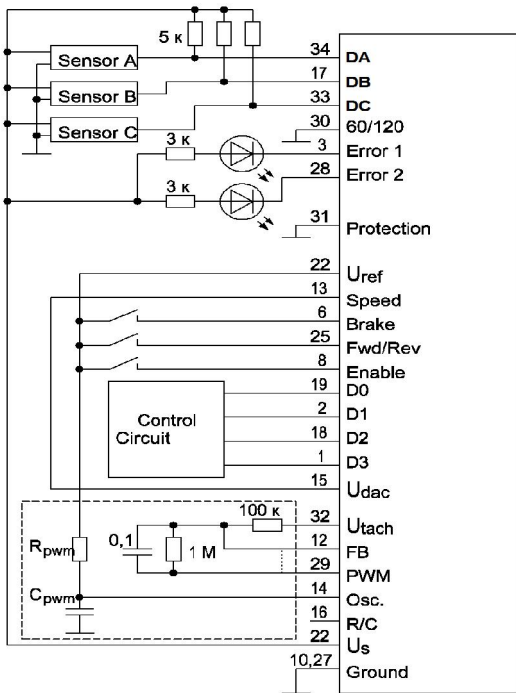 5 к
34 DA
Sensor A
17 DB
Sensor B
33 DC
Sensor C
30 60/120
3 к
3 Error 1
28 Error 2
3 к
31 Protection
22 Uref
13 Speed
6 Brake
25 Fwd/Rev
8 Enable
19 D0
Control
Circuit
2 D1
18 D2
1 D3
15 Udac
100 к
32 Utach
0,1
12 FB
Rpwm
1 M
29 PWM
Cpwm
14 Osc.
16 R/C
22 Us
10,27 Ground